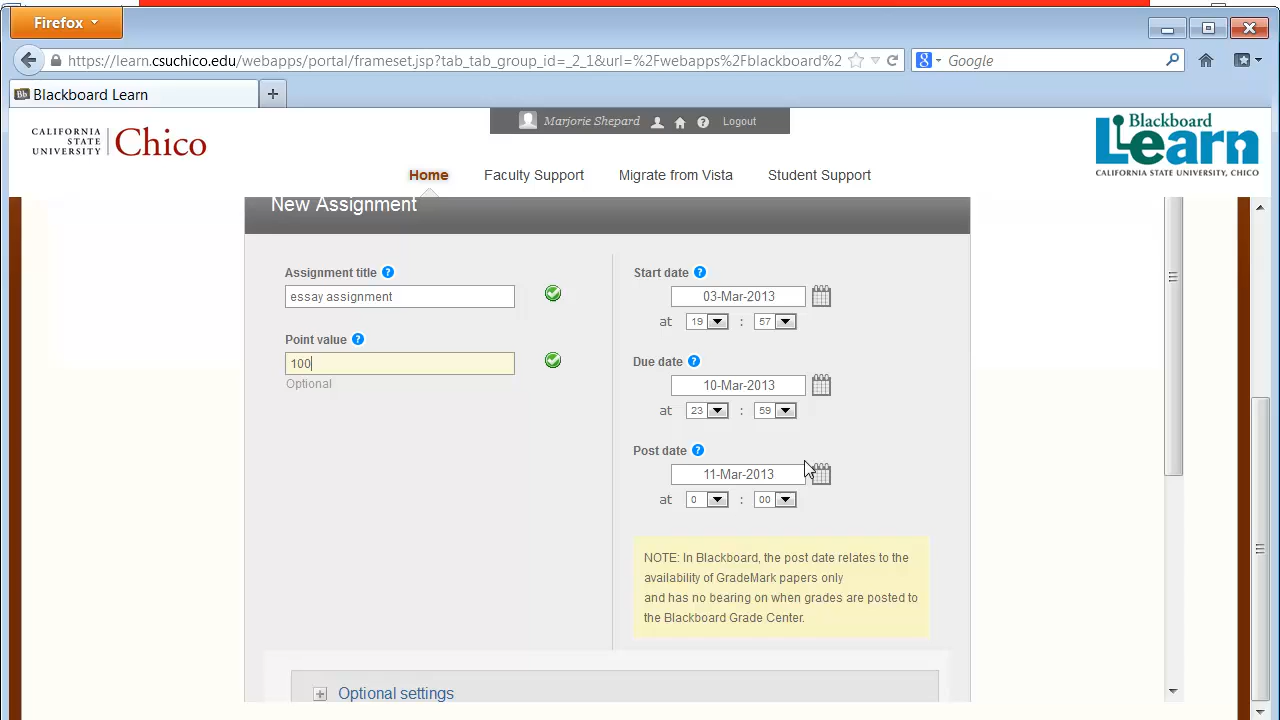 Firefox
https://learn.csuchico.edu/webapps/portal/frameset.jsp?tab_tab_group_id=_2_1&url=%2Fwebapps%2Fblackboard%2
Google
Bb Blackboard Learn
Marjorie Shepard
Logout
CALIFORNIA
STATE
UNIVERSITY
Chico
Blackboard
Learn
CALIFORNIA STATE UNIVERSITY, CHICO
Home
Faculty Support
Migrate from Vista
Student Support
New Assignment
Assignment title ?
essay assignment
Point value ?
100
Optional
Start date ?
03-Mar-2013
at 19 : 57
Due date ?
10-Mar-2013
at 23 : 59
Post date ?
11-Mar-2013
at 0 : 00
NOTE: In Blackboard, the post date relates to the
availability of GradeMark papers only
and has no bearing on when grades are posted to
the Blackboard Grade Center.
Optional settings